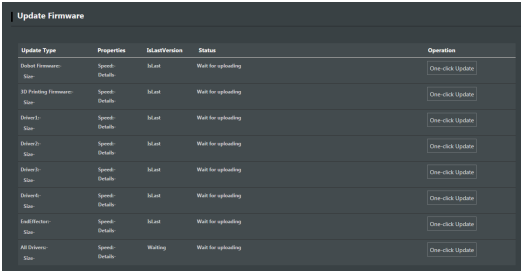 Update Firmware
Update Type Properties IsLastVersion Status Operation
Dobot Firmware:- Speed:- IsLast Wait for uploading One-click Update
Size- Details-
3D Printing Firmware:- Speed:- IsLast Wait for uploading One-click Update
Size- Details-
Driver1:- Speed:- IsLast Wait for uploading One-click Update
Size- Details-
Driver2:- Speed:- IsLast Wait for uploading One-click Update
Size- Details-
Driver3:- Speed:- IsLast Wait for uploading One-click Update
Size- Details-
Driver4:- Speed:- IsLast Wait for uploading One-click Update
Size- Details-
EndEffector:- Speed:- IsLast Wait for uploading One-click Update
Size- Details-
All Drivers:- Speed:- Waiting Wait for uploading One-click Update
Size- Details-